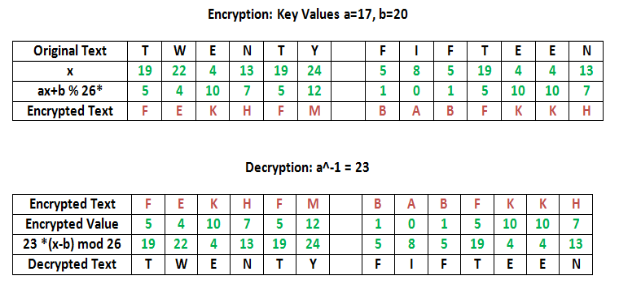 Encryption: Key Values a=17, b=20
Original Text T W E N T Y F I F T E E N
x 19 22 4 13 19 24 5 8 5 19 4 4 13
ax+b % 26* 5 4 10 7 5 12 1 0 1 5 10 10 7
Encrypted Text F E K H F M B A B F K K H
Decryption: a^-1 = 23
Encrypted Text F E K H F M B A B F K K H
Encrypted Value 5 4 10 7 5 12 1 0 1 5 10 10 7
23 *(x-b) mod 26 19 22 4 13 19 24 5 8 5 19 4 4 13
Decrypted Text T W E N T Y F I F T E E N